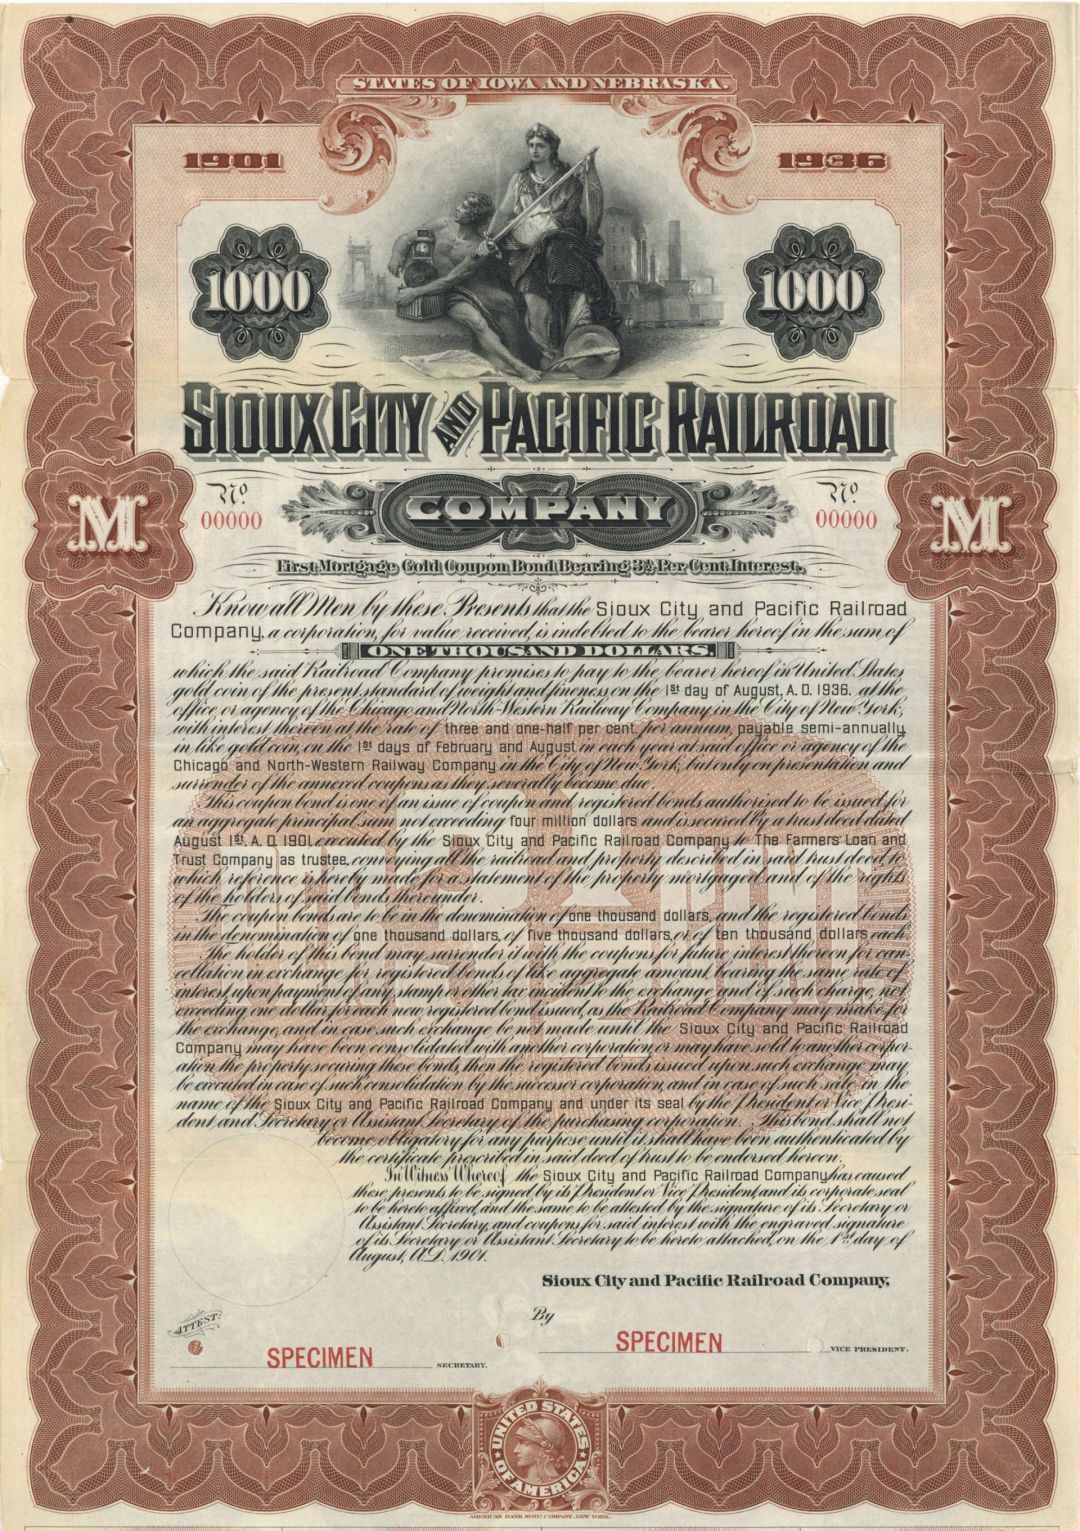 STATES OF IOWA AND NEBRASKA.
1901 1936
1000 1000
SIOUX CITY AND PACIFIC RAILROAD
M No 00000 COMPANY No 00000 M
First Mortgage Gold Coupon Bond Bearing 3½ Per Cent. Interest.
Know all Men by these Presents that the Sioux City and Pacific Railroad
Company, a corporation, for value received, is indebted to the bearer hereof in the sum of
ONE THOUSAND DOLLARS.
which the said Railroad Company promises to pay to the bearer hereof in United States
gold coin of the present standard of weight and fineness, on the 1st day of August, A. D. 1936. at the
office, or agency of the Chicago and North-Western Railway Company in the City of New York,
with interest thereon at the rate of three and one-half per cent. per annum, payable semi-annually,
in like gold coin, on the 1st days of February and August in each year at said office or agency of the
Chicago and North-Western Railway Company in the City of New York, but only on presentation and
surrender of the annexed coupons as they severally become due.
This coupon bond is one of an issue of coupon and registered bonds authorized to be issued for
an aggregate principal sum not exceeding four million dollars and is secured by a trust deed dated
August 1st. A. D. 1901, executed by the Sioux City and Pacific Railroad Company to The Farmers' Loan and
Trust Company as trustee, conveying all the railroad and property described in said trust deed to
which reference is hereby made for a statement of the property mortgaged and of the rights
of the holders of said bonds thereunder.
The coupon bonds are to be in the denomination of one thousand dollars, and the registered bonds
in the denomination of one thousand dollars, of five thousand dollars, or of ten thousand dollars each.
The holder of this bond may surrender it with the coupons for future interest thereon for can-
cellation in exchange for registered bonds of like aggregate amount, bearing the same rate of
interest, upon payment of any stamp or other tax incident to the exchange and of such charge, not
exceeding one dollar for each new registered bond issued, as the Railroad Company may make for
the exchange, and in case such exchange be not made until the Sioux City and Pacific Railroad
Company may have been consolidated with another corporation, or may have sold to another corpor-
ation the property securing these bonds, then the registered bonds issued upon such exchange may
be executed in case of such consolidation by the successor corporation, and in case of such sale in the
name of the Sioux City and Pacific Railroad Company and under its seal by the President or Vice Presi-
dent and Secretary or Assistant Secretary of the purchasing corporation. This bond shall not
become obligatory for any purpose until it shall have been authenticated by
the certificate prescribed in said deed of trust to be endorsed hereon.
In Witness Whereof, the Sioux City and Pacific Railroad Company has caused
these presents to be signed by its President or Vice President, and its corporate seal
to be hereto affixed, and the same to be attested by the signature of its Secretary or
Assistant Secretary, and coupons for said interest with the engraved signature
of its Secretary or Assistant Secretary to be hereto attached, on the 1st day of
August, A.D. 1901.
Sioux City and Pacific Railroad Company,
ATTEST: By
SPECIMEN SECRETARY. SPECIMEN VICE PRESIDENT.
UNITED STATES OF AMERICA
AMERICAN BANK NOTE COMPANY, NEW YORK.